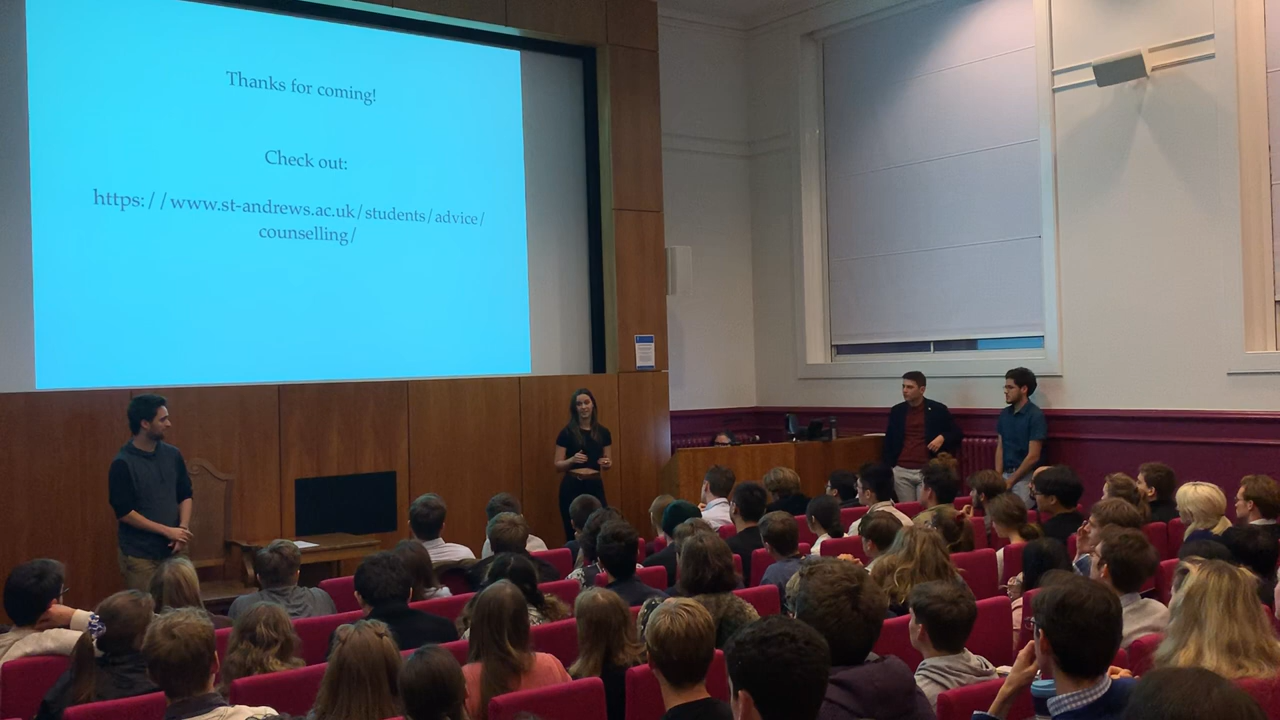 Thanks for coming!
Check out:
https://www.st-andrews.ac.uk/students/advice/
counselling/